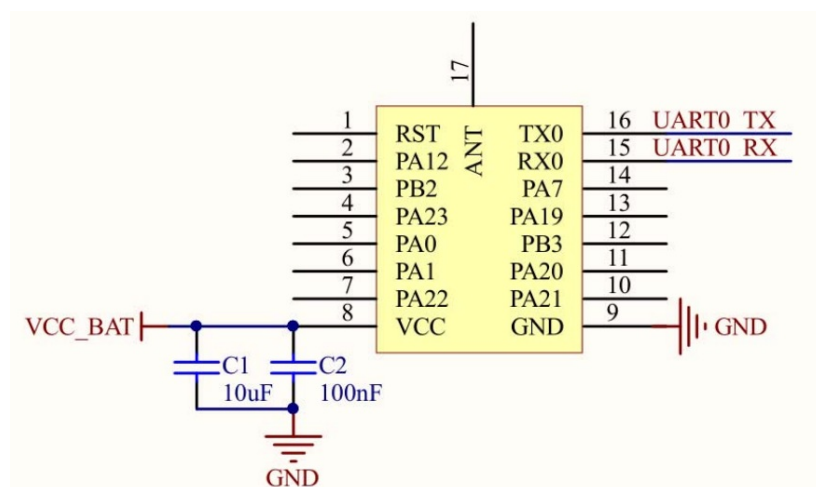 17
ANT
1 RST TX0 16 UART0_TX
2 PA12 RX0 15 UART0_RX
3 PB2 PA7 14
4 PA23 PA19 13
5 PA0 PB3 12
6 PA1 PA20 11
7 PA22 PA21 10
VCC_BAT 8 VCC GND 9 GND
C1 C2
10uF 100nF
GND